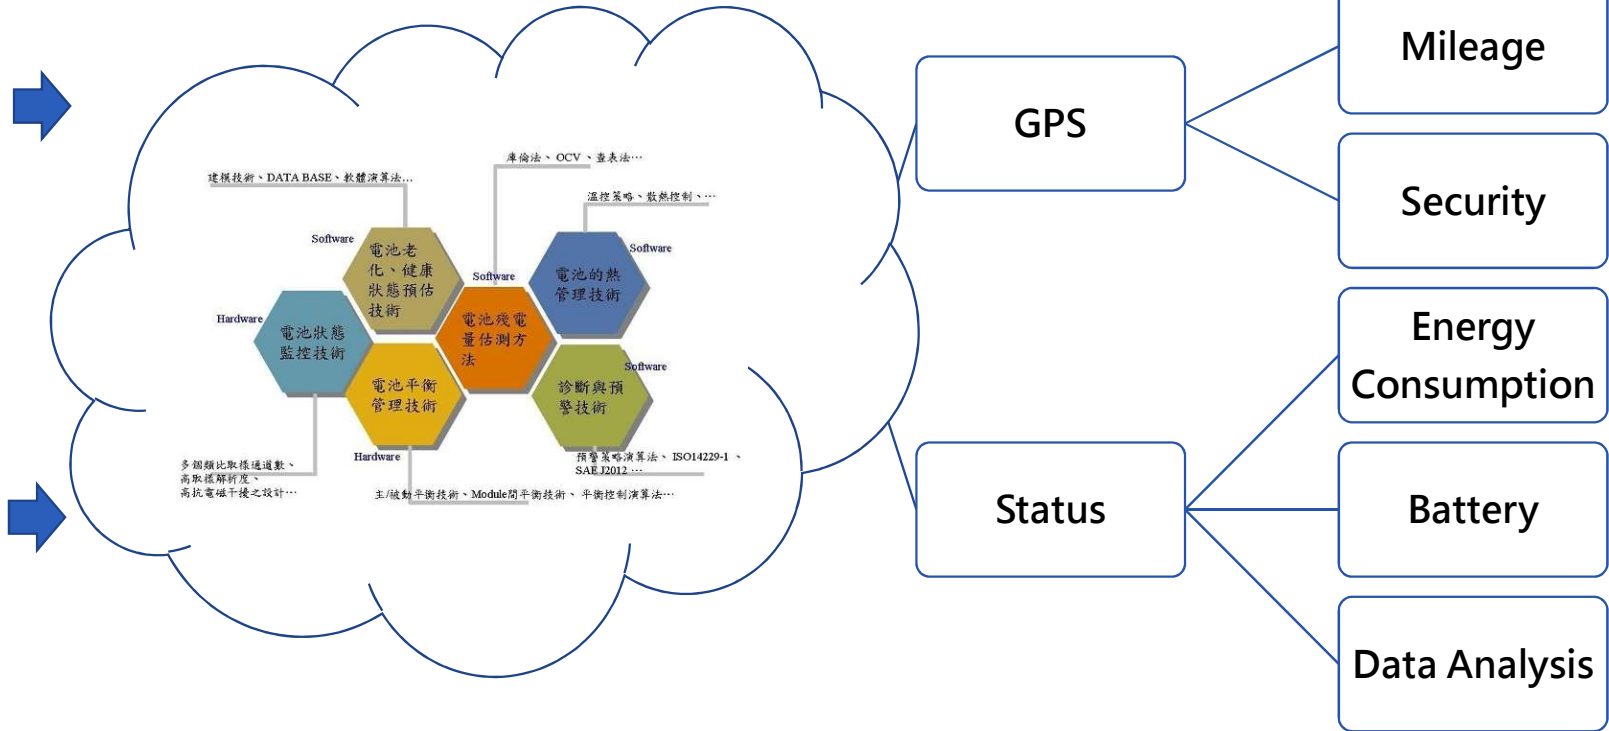 庫倫法、 OCV 、查表法…
建模技術、DATA BASE、軟體演算法...
溫控策略、散熱控制、…
Software
電池老
化、健康
狀態預估
技術
Software
電池殘電
量估測方
法
Software
電池的熱
管理技術
Hardware
電池狀態
監控技術
電池平衡
管理技術
Hardware
Software
診斷與預
警技術
多個類比取樣通道數、
高取樣解析度、
高抗電磁干擾之設計…
預警策略演算法、 ISO14229-1 、
SAE J2012 …
主/被動平衡技術、Module間平衡技術、 平衡控制演算法…
GPS
Mileage
Security
Status
Energy
Consumption
Battery
Data Analysis